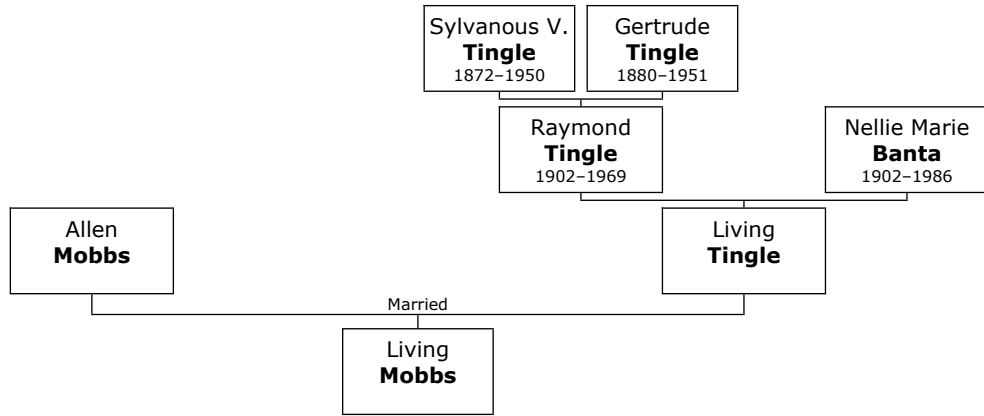 Sylvanous V.
Tingle
1872–1950
Gertrude
Tingle
1880–1951
Raymond
Tingle
1902–1969
Nellie Marie
Banta
1902–1986
Allen
Mobbs
Living
Tingle
Married
Living
Mobbs